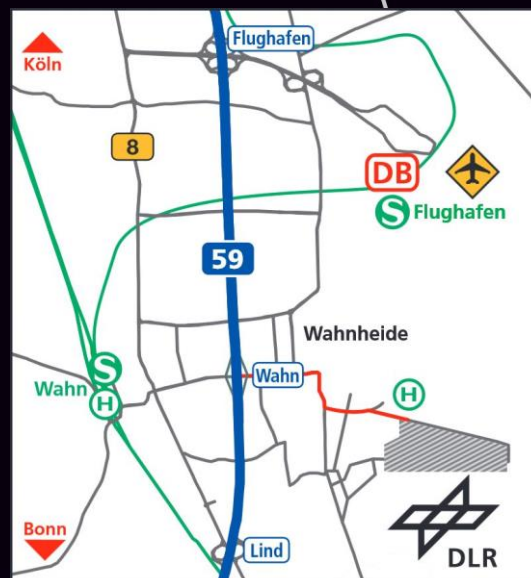 Flughafen
Köln
8
DB
S Flughafen
59
Wahnheide
S
Wahn
Wahn
H
H
Bonn
Lind
DLR